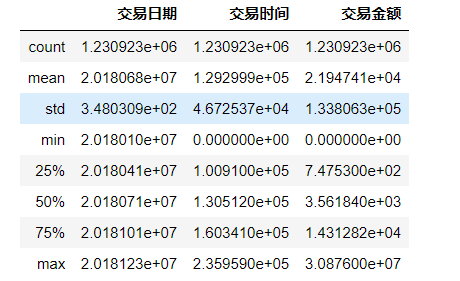 交易日期 交易时间 交易金额
count 1.230923e+06 1.230923e+06 1.230923e+06
mean 2.018068e+07 1.292999e+05 2.194741e+04
std 3.480309e+02 4.672537e+04 1.338063e+05
min 2.018010e+07 0.000000e+00 0.000000e+00
25% 2.018041e+07 1.009100e+05 7.475300e+02
50% 2.018071e+07 1.305120e+05 3.561840e+03
75% 2.018101e+07 1.603410e+05 1.431282e+04
max 2.018123e+07 2.359590e+05 3.087600e+07